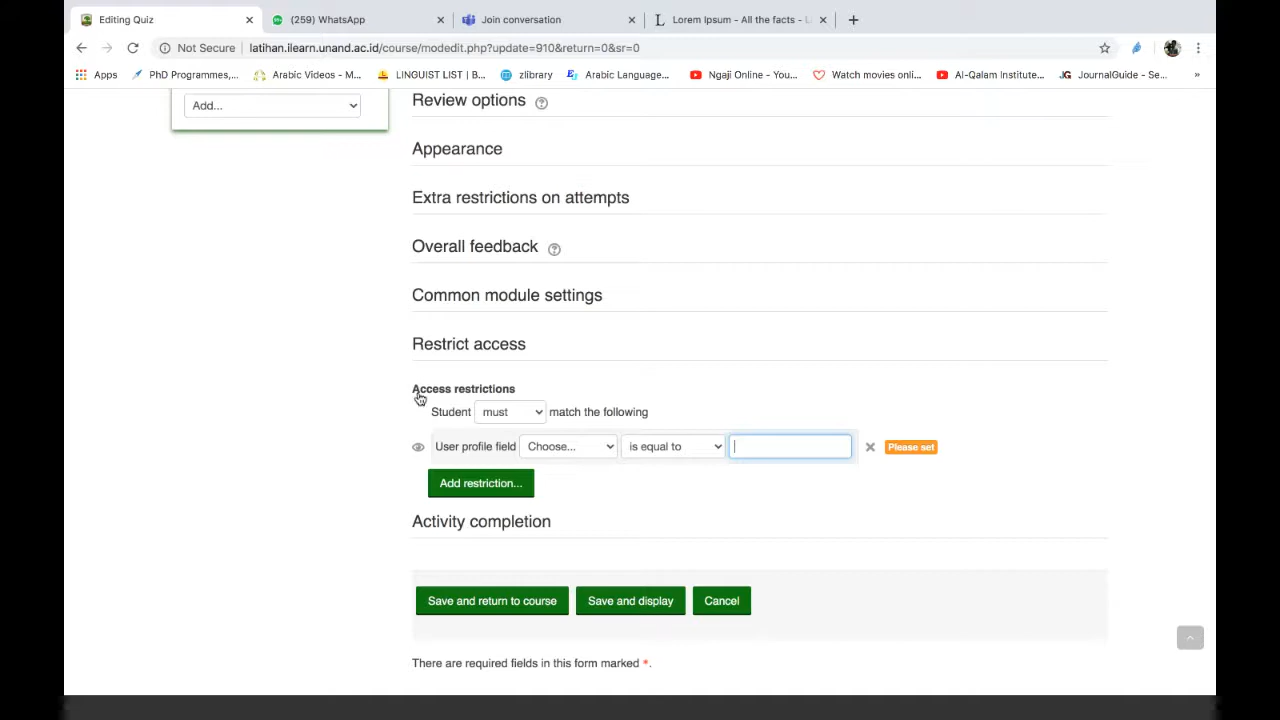 Editing Quiz
(259) WhatsApp
Join conversation
Lorem Ipsum - All the facts - L
Not Secure latihan.ilearn.unand.ac.id/course/modedit.php?update=910&return=0&sr=0
Apps PhD Programmes,... Arabic Videos - M... LINGUIST LIST | B... zlibrary Arabic Language... Ngaji Online - You... Watch movies onli... Al-Qalam Institute... JournalGuide - Se... »
Add...
Review options
Appearance
Extra restrictions on attempts
Overall feedback
Common module settings
Restrict access
Access restrictions
Student must match the following
User profile field Choose... is equal to Please set
Add restriction...
Activity completion
Save and return to course Save and display Cancel
There are required fields in this form marked *.